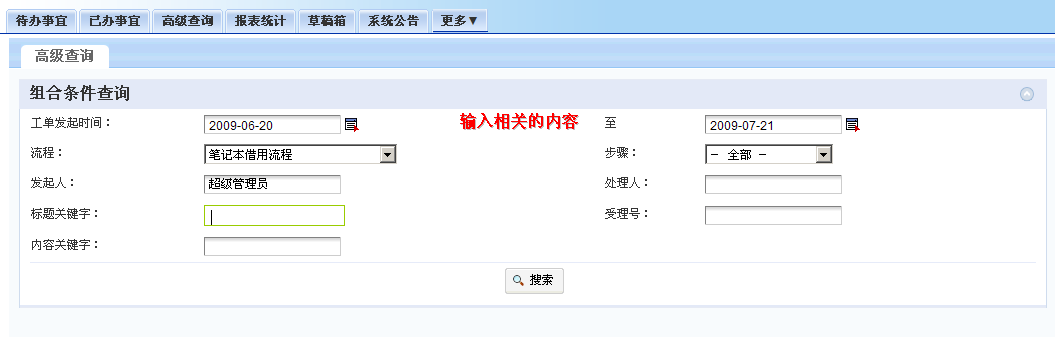 待办事宜 已办事宜 高级查询 报表统计 草稿箱 系统公告 更多▼
高级查询
组合条件查询
工单发起时间： 2009-06-20 输入相关的内容 至 2009-07-21
流程： 笔记本借用流程 步骤： － 全部 －
发起人： 超级管理员 处理人：
标题关键字： 受理号：
内容关键字：
搜索